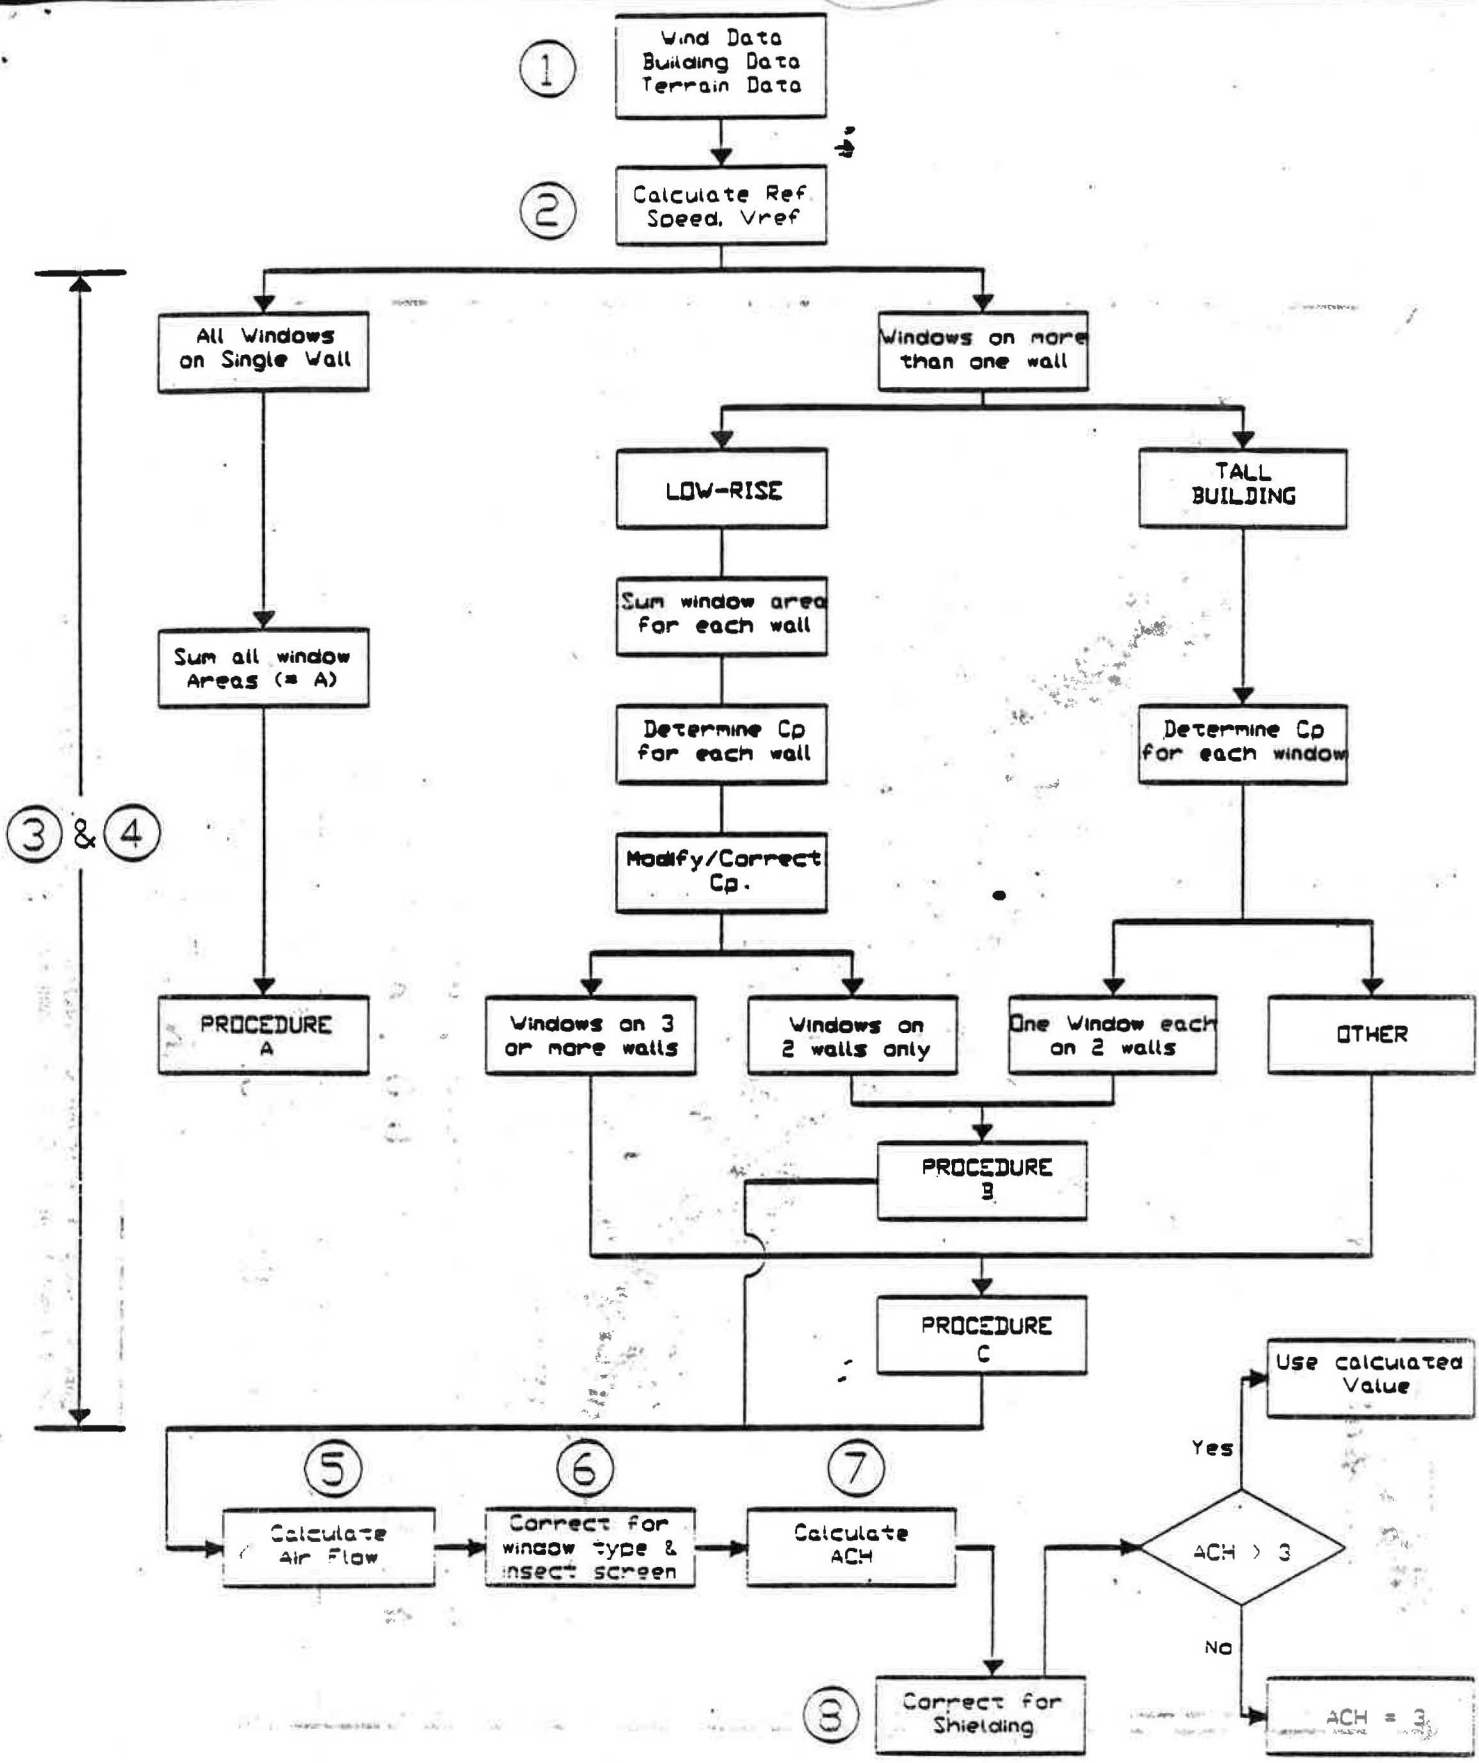 1
Wind Data
Building Data
Terrain Data
2
Calculate Ref.
Speed, Vref
All Windows
on Single Wall
Windows on more
than one wall
LOW-RISE
TALL
BUILDING
Sum window area
for each wall
Sum all window
Areas (= A)
Determine Cp
for each wall
Determine Cp
for each window
3 & 4
Modify/Correct
Cp.
PROCEDURE
A
Windows on 3
or more walls
Windows on
2 walls only
One Window each
on 2 walls
OTHER
PROCEDURE
B
PROCEDURE
C
Use calculated
Value
Yes
5
6
7
Calculate
Air Flow
Correct for
window type &
insect screen
Calculate
ACH
ACH > 3
No
8
Correct for
Shielding
ACH = 3